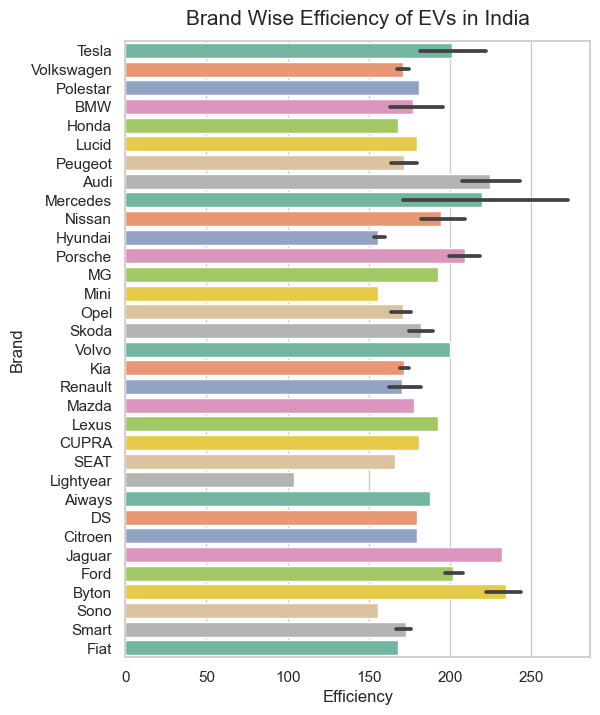 Brand Wise Efficiency of EVs in India
Tesla
Volkswagen
Polestar
BMW
Honda
Lucid
Peugeot
Audi
Mercedes
Nissan
Hyundai
Porsche
MG
Mini
Opel
Skoda
Volvo
Kia
Renault
Mazda
Lexus
CUPRA
SEAT
Lightyear
Aiways
DS
Citroen
Jaguar
Ford
Byton
Sono
Smart
Fiat
Brand
0 50 100 150 200 250
Efficiency